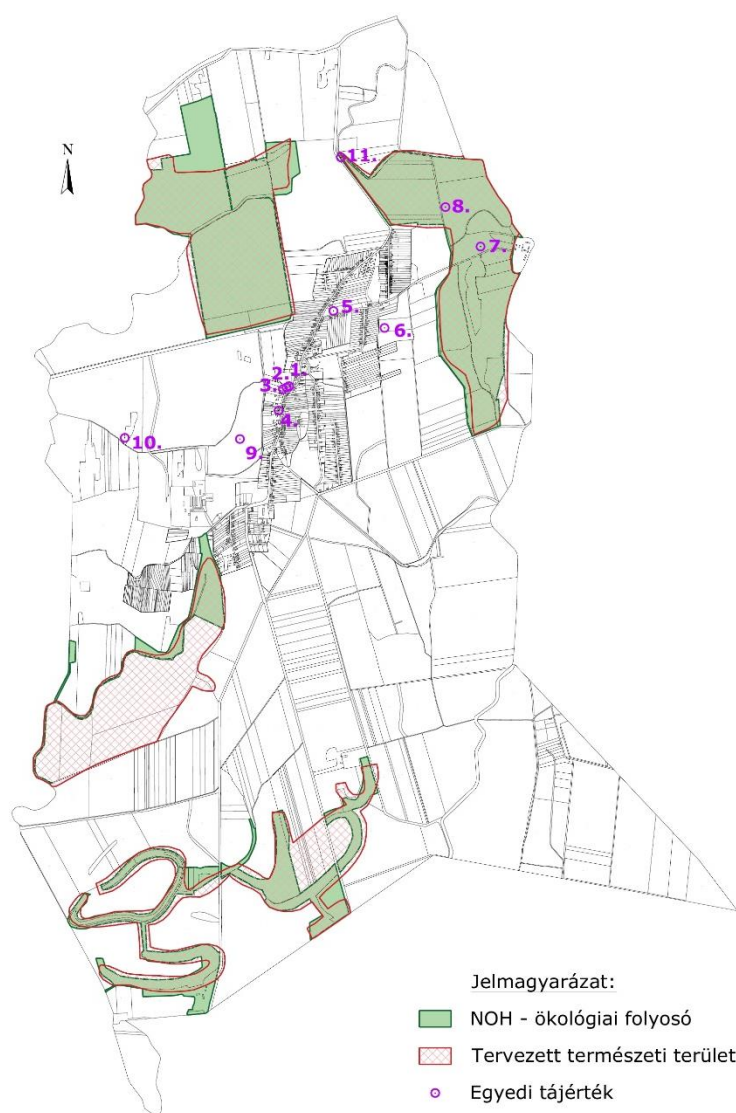 N
11.
8.
7.
5.
6.
2.
1.
3.
4.
10.
9.
Jelmagyarázat:
NOH - ökológiai folyosó
Tervezett természeti terület
Egyedi tájérték